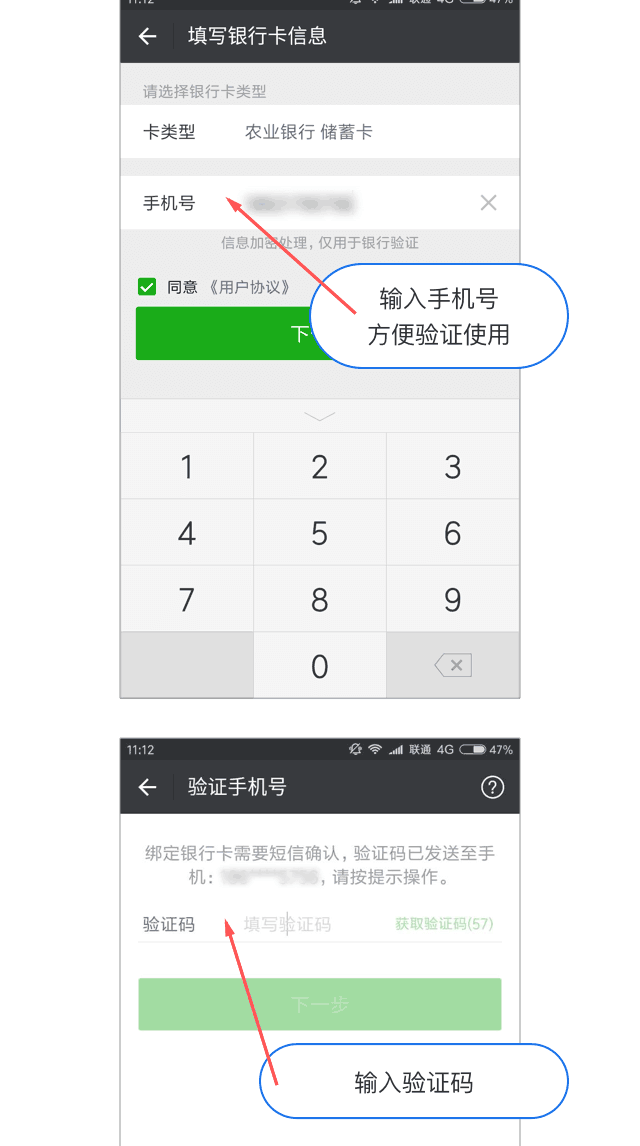 11:12 联通 4G 47%
填写银行卡信息
请选择银行卡类型
卡类型 农业银行 储蓄卡
手机号
信息加密处理，仅用于银行验证
同意 《用户协议》
输入手机号
方便验证使用
下
1 2 3
4 5 6
7 8 9
0
11:12 联通 4G 47%
验证手机号
绑定银行卡需要短信确认，验证码已发送至手
机：，请按提示操作。
验证码 填写验证码 获取验证码(57)
下一步
输入验证码